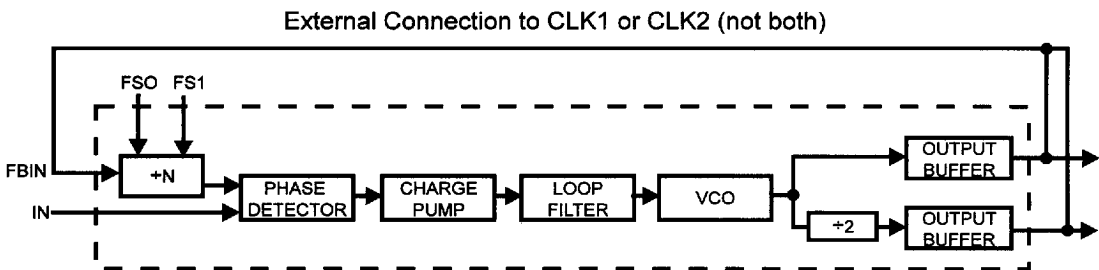 External Connection to CLK1 or CLK2 (not both)
FSO FS1
FBIN
÷N
IN
PHASE
DETECTOR
CHARGE
PUMP
LOOP
FILTER
VCO
÷2
OUTPUT
BUFFER
OUTPUT
BUFFER